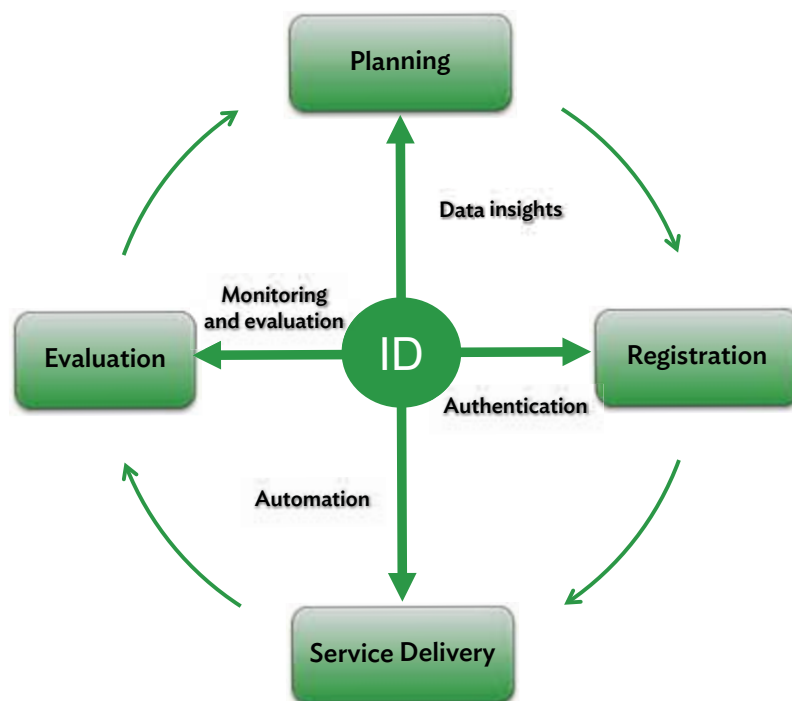 Planning
Data insights
Monitoring
and evaluation
Evaluation
ID
Registration
Authentication
Automation
Service Delivery